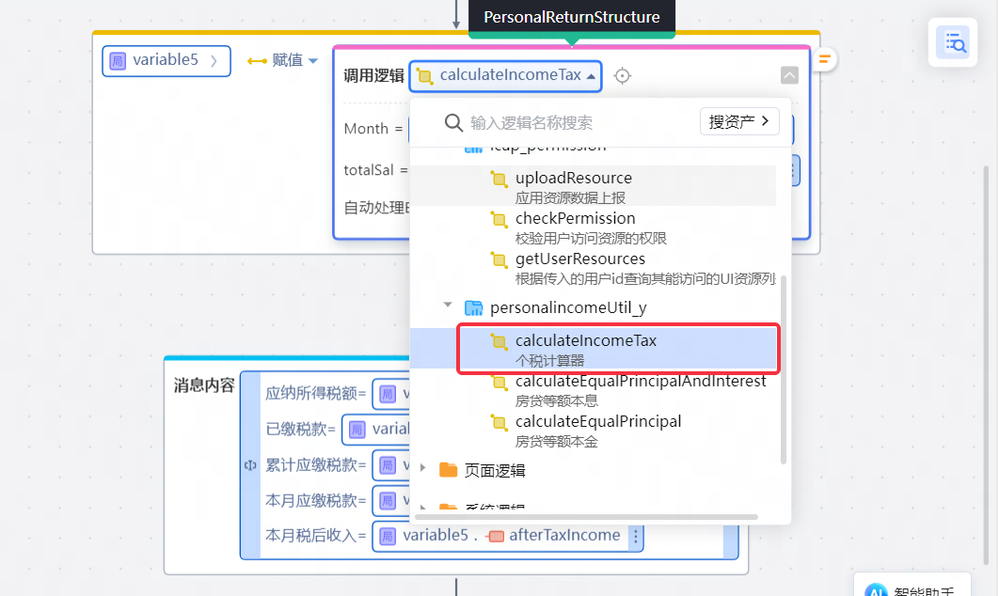 PersonalReturnStructure
局 variable5
赋值
调用逻辑 calculateIncomeTax
Month =
输入逻辑名称搜索
搜资产
lcap_permission
totalSal =
uploadResource
应用资源数据上报
自动处理
checkPermission
校验用户访问资源的权限
getUserResources
根据传入的用户id查询其能访问的UI资源列
personalincomeUtil_y
calculateIncomeTax
个税计算器
calculateEqualPrincipalAndInterest
房贷等额本息
calculateEqualPrincipal
房贷等额本金
页面逻辑
系统逻辑
消息内容
应纳所得税额= 局 v
已缴税款= 局 varial
累计应缴税款= 局 v
本月应缴税款= 局 v
本月税后收入= 局 variable5 . afterTaxIncome
AI 智能助手